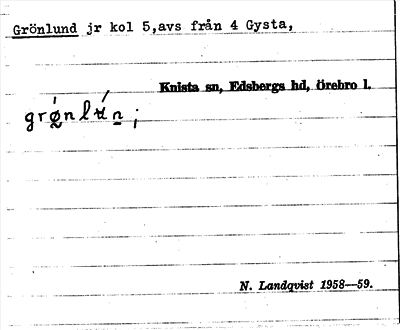 Grönlund jr kol 5,avs från 4 Gysta,
Knista sn, Edsbergs hd, Örebro l.
N. Landqvist 1958—59.